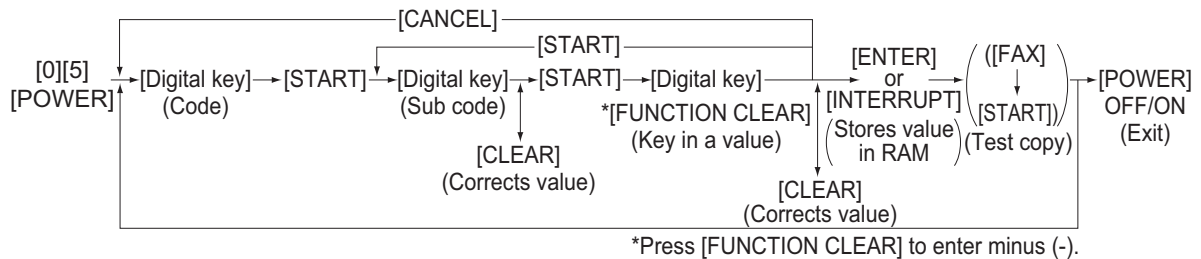 [CANCEL]
[START]
[0][5]
[POWER]
[Digital key]
(Code)
[START]
[Digital key]
(Sub code)
[CLEAR]
(Corrects value)
[START]
[Digital key]
*[FUNCTION CLEAR]
(Key in a value)
[CLEAR]
(Corrects value)
[ENTER]
or
[INTERRUPT]
(Stores value
in RAM)
([FAX]
[START])
(Test copy)
[POWER]
OFF/ON
(Exit)
*Press [FUNCTION CLEAR] to enter minus (-).